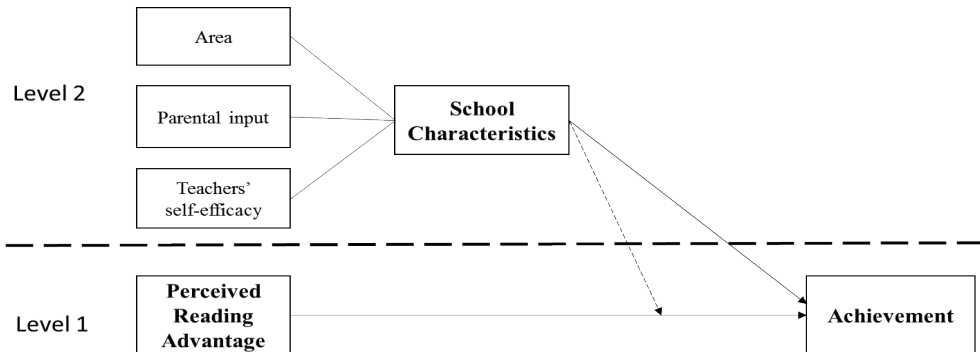 Area
Level 2
Parental input
School
Characteristics
Teachers'
self-efficacy
Level 1
Perceived
Reading
Advantage
Achievement